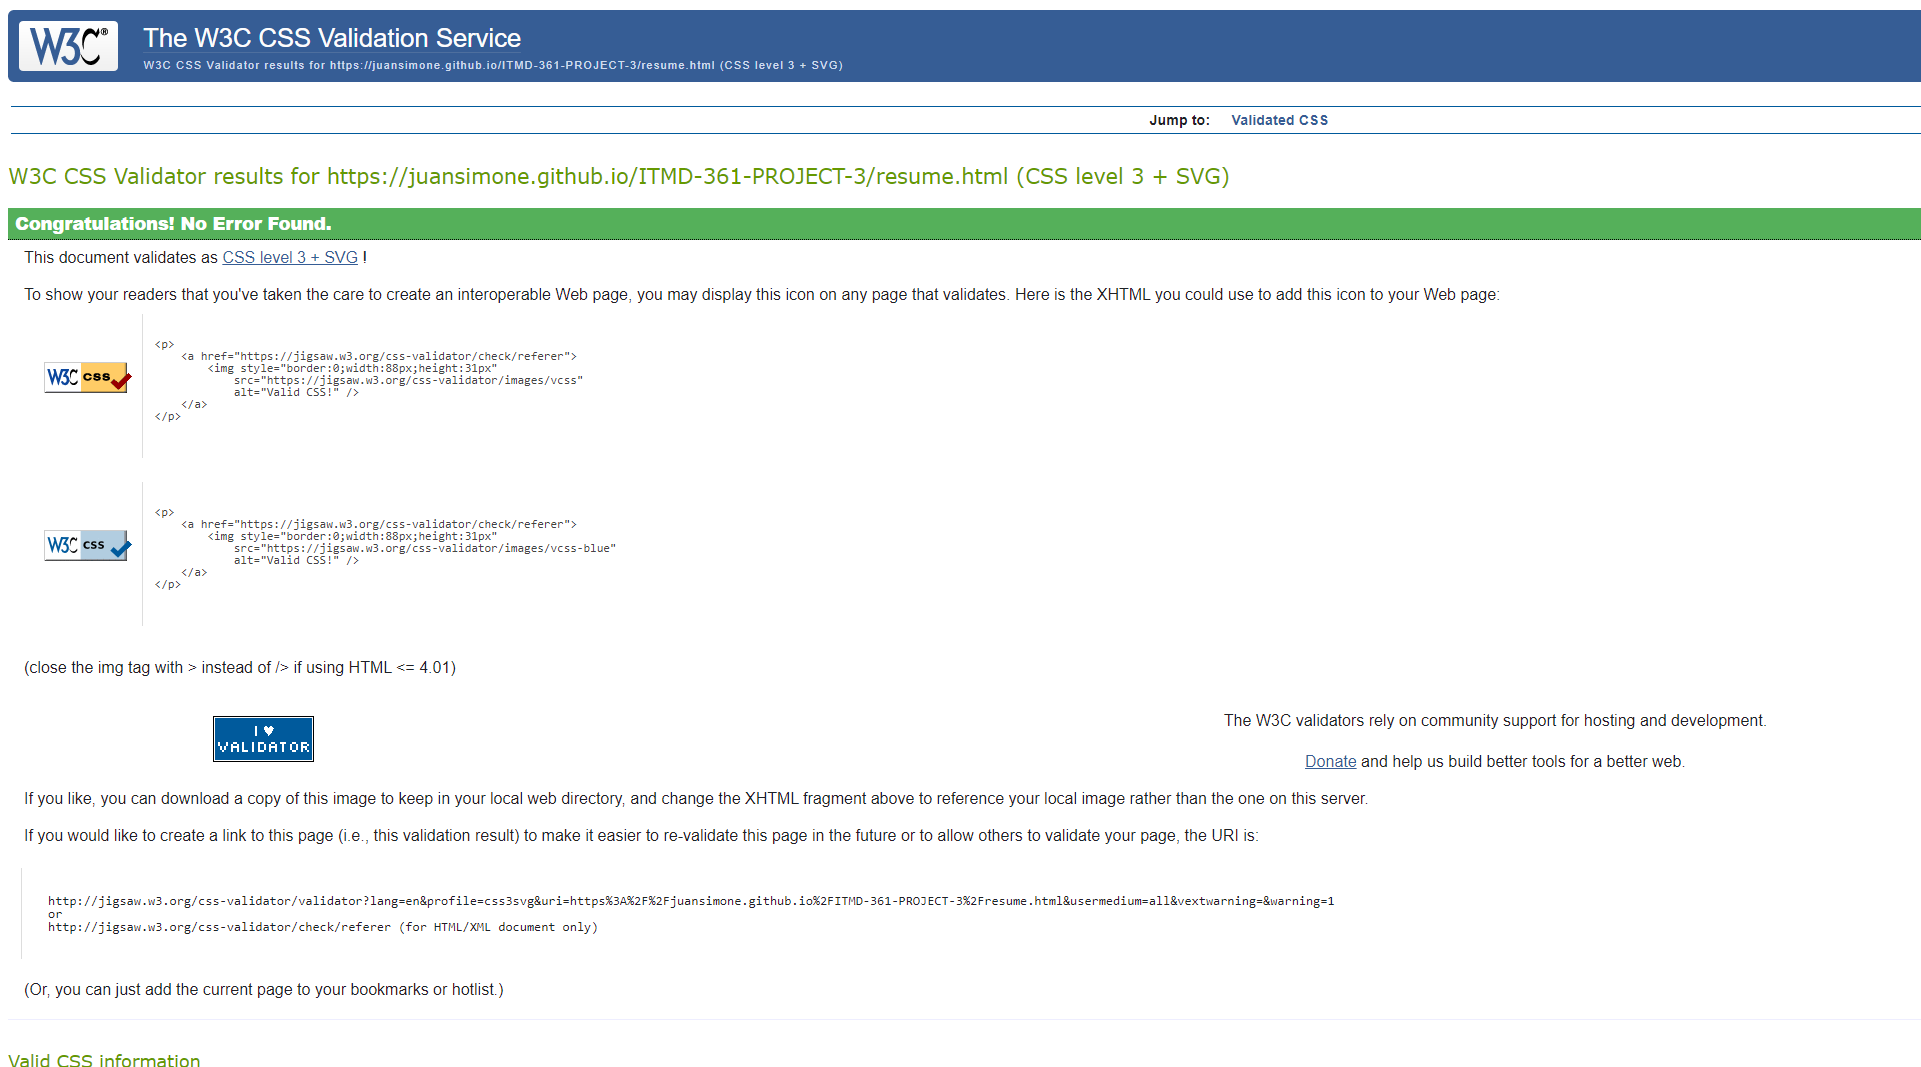 W3C®
The W3C CSS Validation Service
W3C CSS Validator results for https://juansimone.github.io/ITMD-361-PROJECT-3/resume.html (CSS level 3 + SVG)
Jump to: Validated CSS
W3C CSS Validator results for https://juansimone.github.io/ITMD-361-PROJECT-3/resume.html (CSS level 3 + SVG)
Congratulations! No Error Found.
This document validates as CSS level 3 + SVG !
To show your readers that you've taken the care to create an interoperable Web page, you may display this icon on any page that validates. Here is the XHTML you could use to add this icon to your Web page:
W3C CSS
<p>
    <a href="https://jigsaw.w3.org/css-validator/check/referer">
        <img style="border:0;width:88px;height:31px"
            src="https://jigsaw.w3.org/css-validator/images/vcss"
            alt="Valid CSS!" />
    </a>
</p>
W3C CSS
<p>
    <a href="https://jigsaw.w3.org/css-validator/check/referer">
        <img style="border:0;width:88px;height:31px"
            src="https://jigsaw.w3.org/css-validator/images/vcss-blue"
            alt="Valid CSS!" />
    </a>
</p>
(close the img tag with > instead of /> if using HTML <= 4.01)
I ♥
VALIDATOR
The W3C validators rely on community support for hosting and development.
Donate and help us build better tools for a better web.
If you like, you can download a copy of this image to keep in your local web directory, and change the XHTML fragment above to reference your local image rather than the one on this server.
If you would like to create a link to this page (i.e., this validation result) to make it easier to re-validate this page in the future or to allow others to validate your page, the URI is:
http://jigsaw.w3.org/css-validator/validator?lang=en&profile=css3svg&uri=https%3A%2F%2Fjuansimone.github.io%2FITMD-361-PROJECT-3%2Fresume.html&usermedium=all&vextwarning=&warning=1
or
http://jigsaw.w3.org/css-validator/check/referer (for HTML/XML document only)
(Or, you can just add the current page to your bookmarks or hotlist.)
Valid CSS information